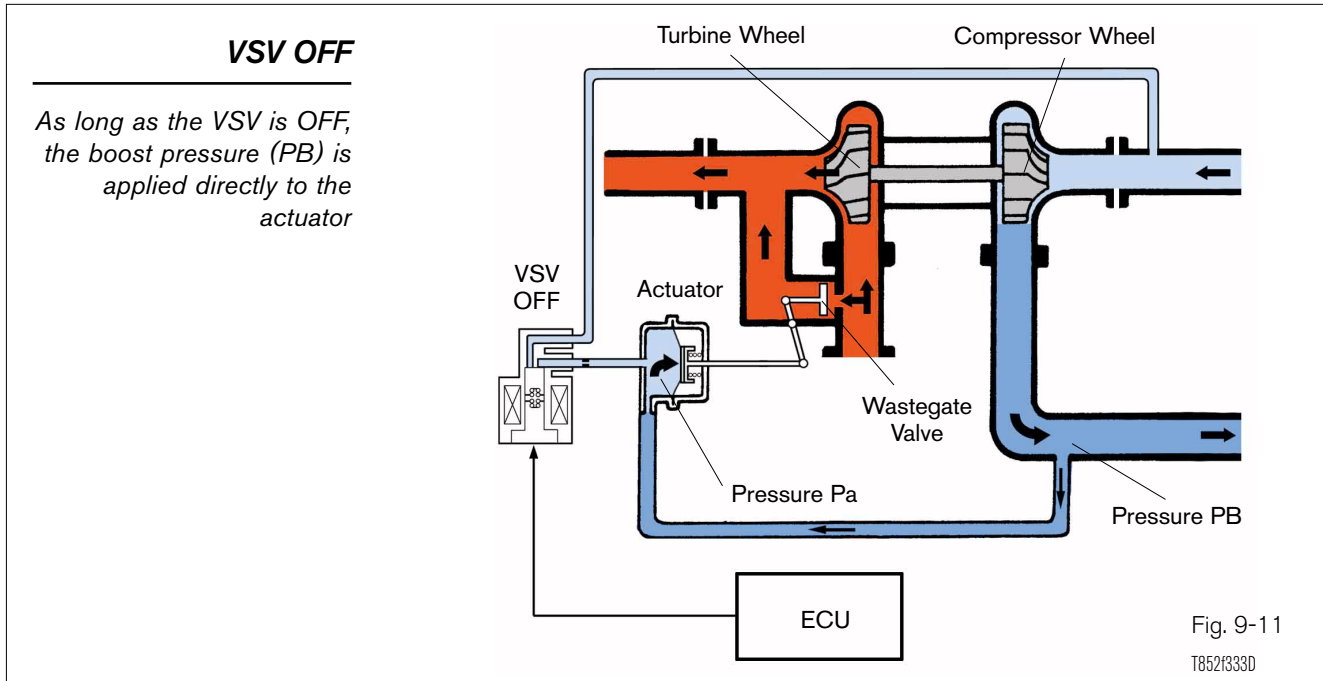 VSV OFF
As long as the VSV is OFF,
the boost pressure (PB) is
applied directly to the
actuator
Turbine Wheel
Compressor Wheel
VSV
OFF
Actuator
Wastegate
Valve
Pressure Pa
Pressure PB
ECU
Fig. 9-11
T852f333D